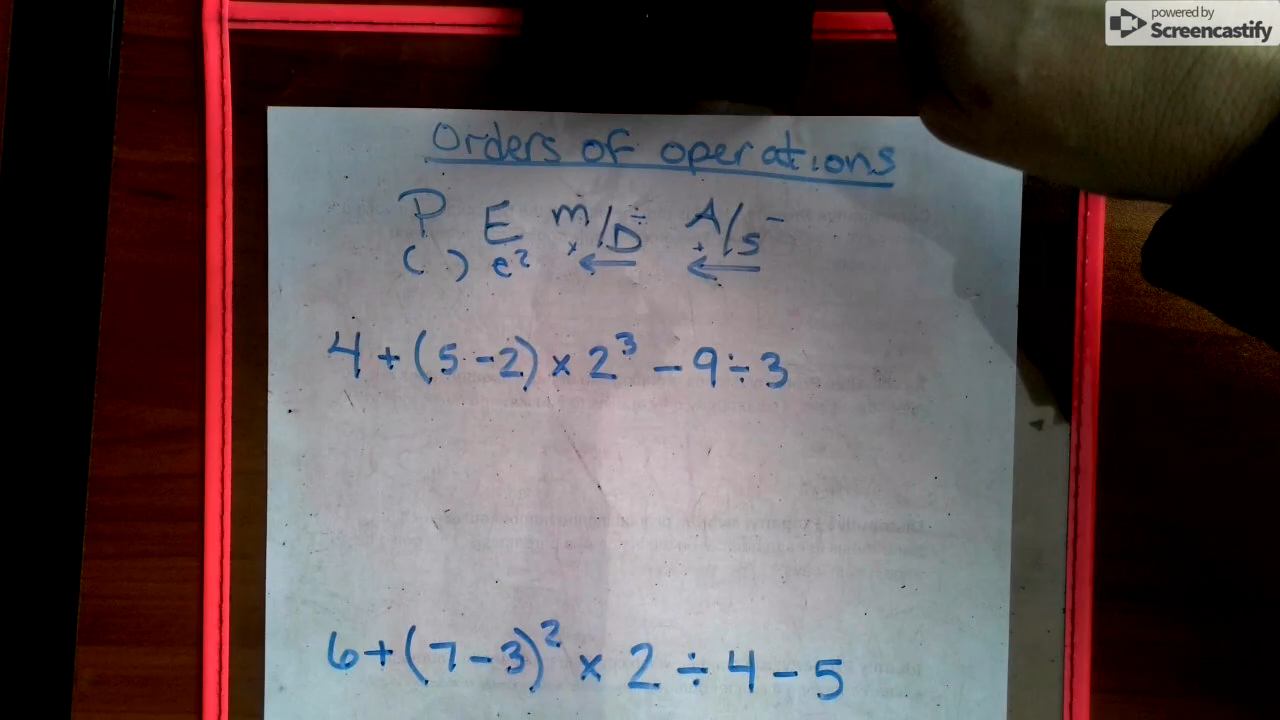 powered by
Screencastify
Orders of operations
P E m/D÷ A/s -
( ) e² x ← + ←
4 + (5 - 2) x 2³ - 9 ÷ 3
6 + (7 - 3)² x 2 ÷ 4 - 5